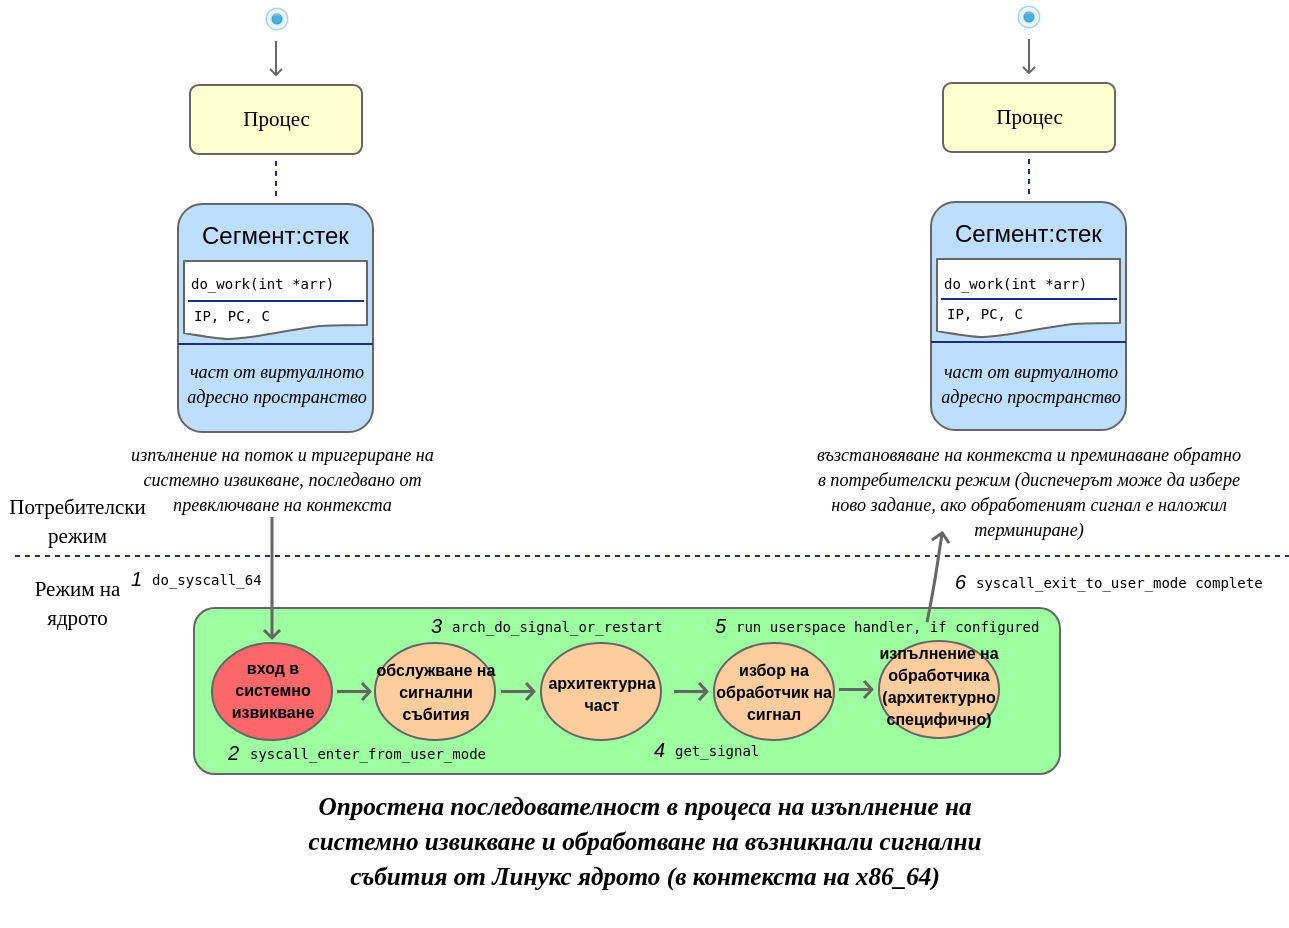 Процес
Сегмент:стек
do_work(int *arr)
IP, PC, C
част от виртуалното
адресно пространство
изпълнение на поток и тригериране на
системно извикване, последвано от
превключване на контекста
Процес
Сегмент:стек
do_work(int *arr)
IP, PC, C
част от виртуалното
адресно пространство
възстановяване на контекста и преминаване обратно
в потребителски режим (диспечерът може да избере
ново задание, ако обработеният сигнал е наложил
терминиране)
Потребителски
режим
Режим на
ядрото
1 do_syscall_64
6 syscall_exit_to_user_mode complete
3 arch_do_signal_or_restart
5 run userspace handler, if configured
вход в
системно
извикване
обслужване на
сигнални
събития
архитектурна
част
избор на
обработчик на
сигнал
изпълнение на
обработчика
(архитектурно
специфично)
2 syscall_enter_from_user_mode
4 get_signal
Опростена последователност в процеса на изъплнение на
системно извикване и обработване на възникнали сигнални
събития от Линукс ядрото (в контекста на x86_64)